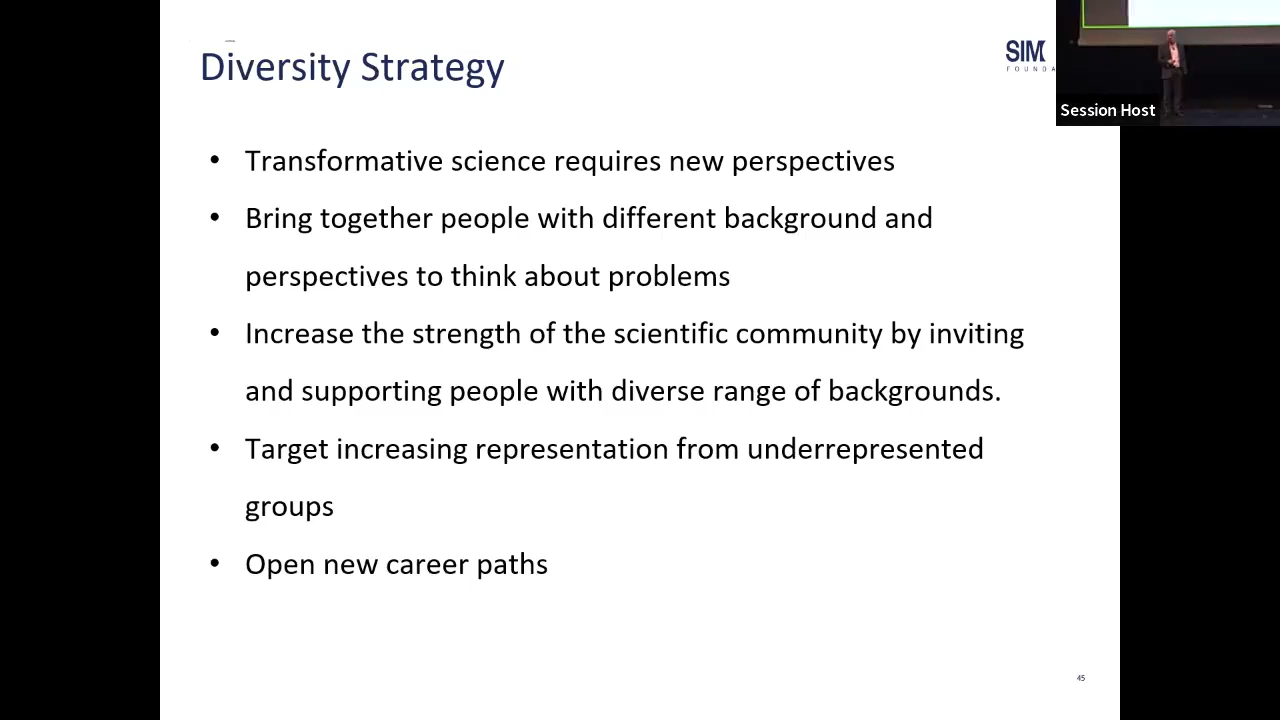 Diversity Strategy
SIM
FOUNDA
Session Host
• Transformative science requires new perspectives
• Bring together people with different background and
perspectives to think about problems
• Increase the strength of the scientific community by inviting
and supporting people with diverse range of backgrounds.
• Target increasing representation from underrepresented
groups
• Open new career paths
45